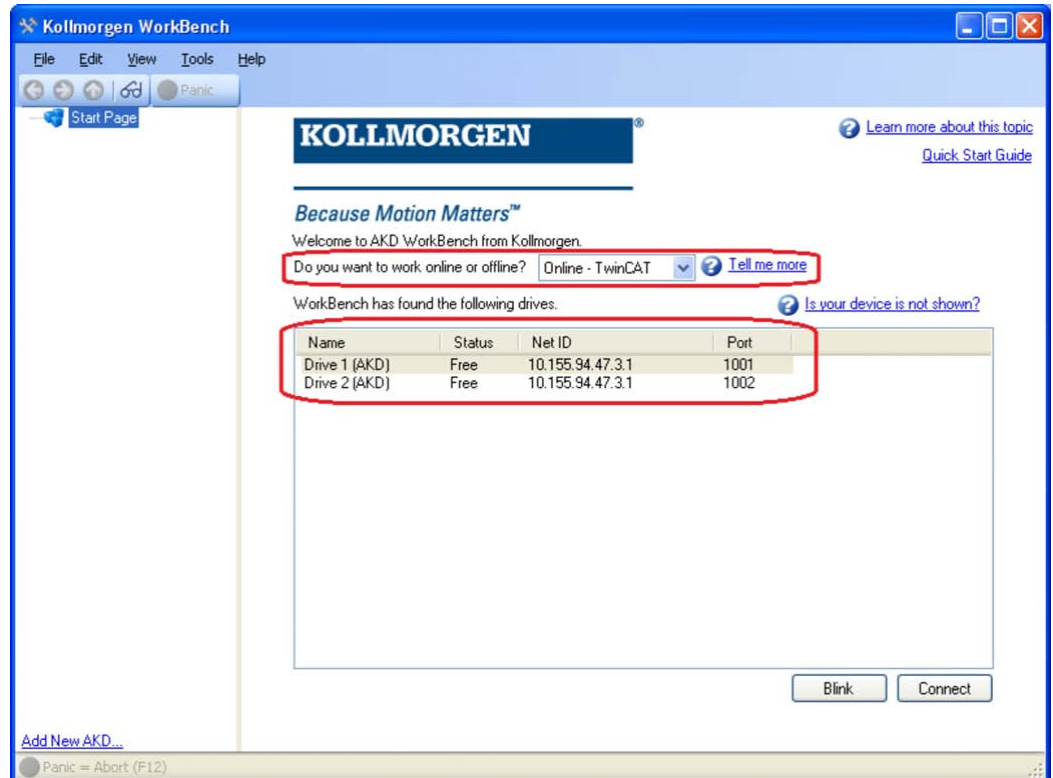 Kollmorgen WorkBench
File Edit View Tools Help
Panic
Start Page
KOLLMORGEN®
Learn more about this topic
Quick Start Guide
Because Motion Matters™
Welcome to AKD WorkBench from Kollmorgen.
Do you want to work online or offline? Online - TwinCAT Tell me more
WorkBench has found the following drives. Is your device is not shown?
Name Status Net ID Port
Drive 1 (AKD) Free 10.155.94.47.3.1 1001
Drive 2 (AKD) Free 10.155.94.47.3.1 1002
Blink Connect
Add New AKD...
Panic = Abort (F12)